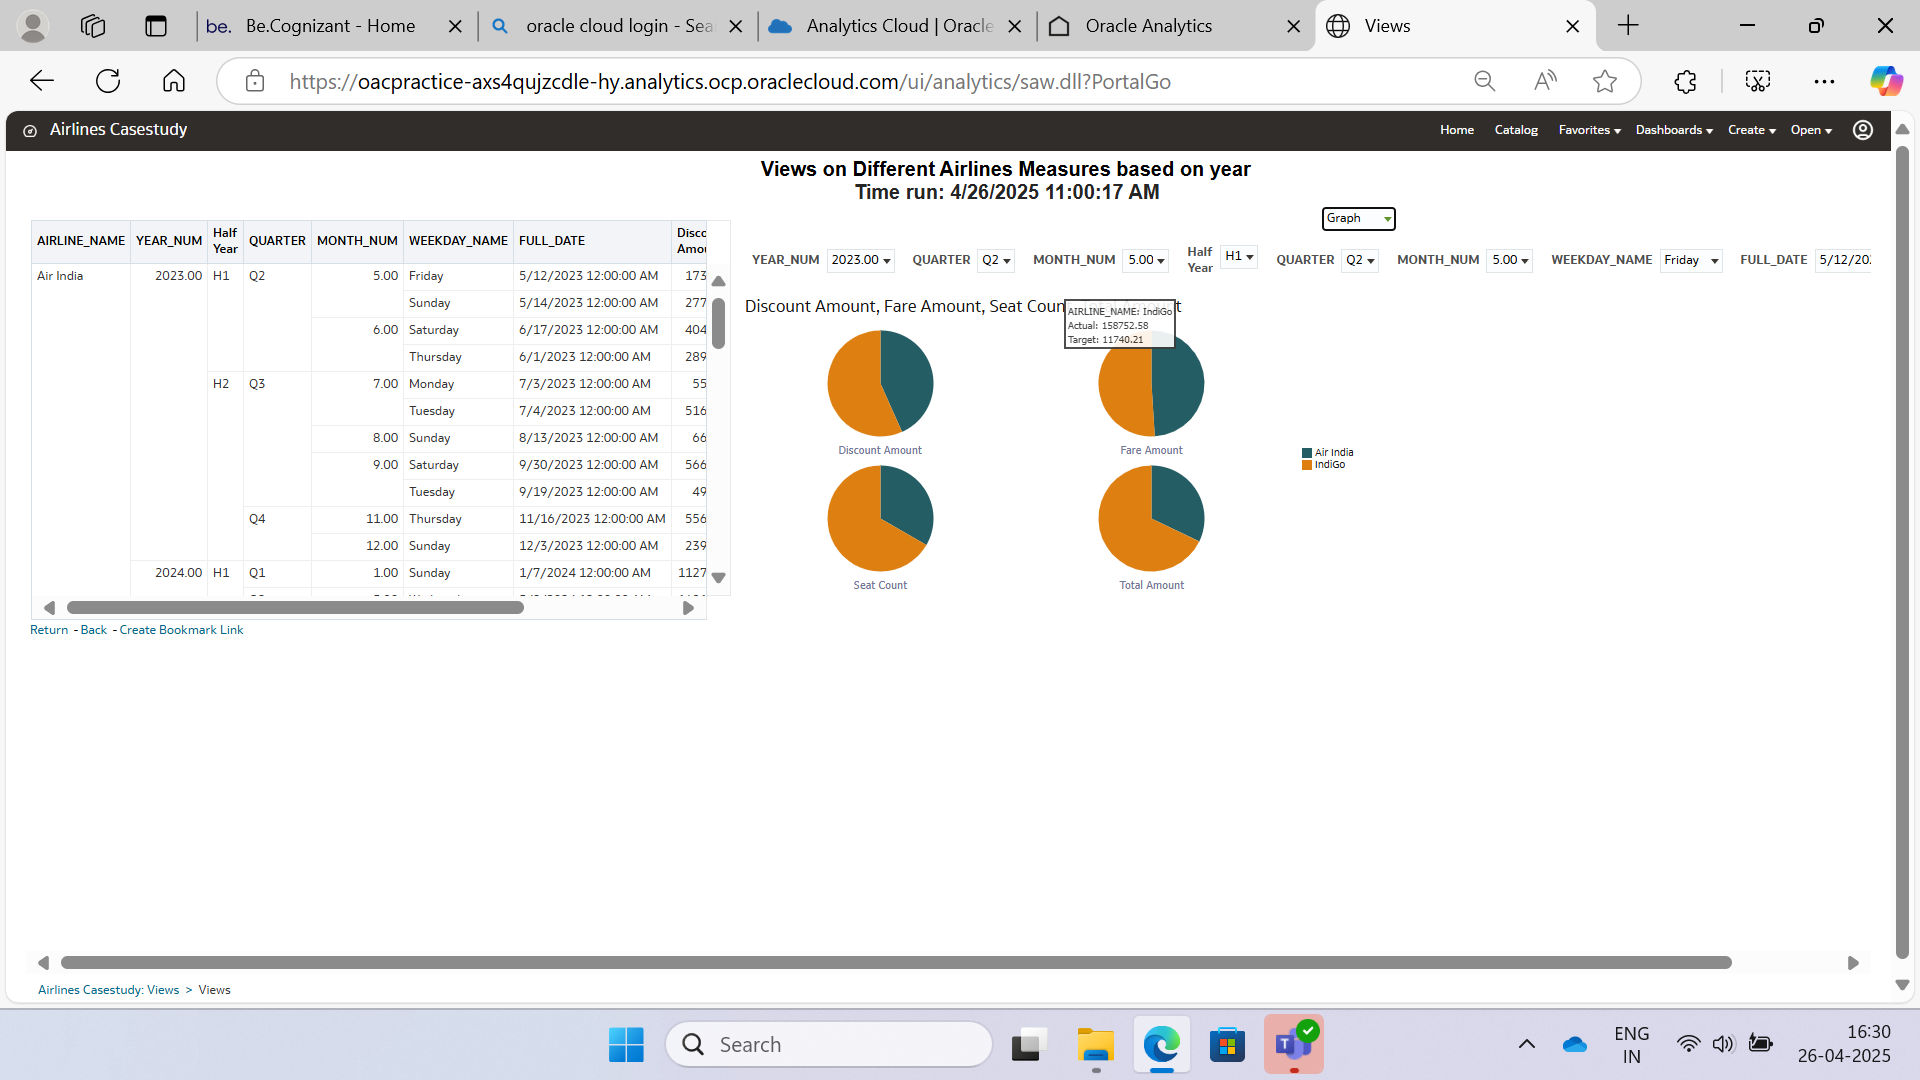 be. Be.Cognizant - Home
oracle cloud login - Sea
Analytics Cloud | Oracle
Oracle Analytics
Views
https://oacpractice-axs4qujzcdle-hy.analytics.ocp.oraclecloud.com/ui/analytics/saw.dll?PortalGo
Airlines Casestudy
Home Catalog Favorites Dashboards Create Open
Views on Different Airlines Measures based on year
Time run: 4/26/2025 11:00:17 AM
Graph
AIRLINE_NAME YEAR_NUM Half Year QUARTER MONTH_NUM WEEKDAY_NAME FULL_DATE Disco Amou
Air India 2023.00 H1 Q2 5.00 Friday 5/12/2023 12:00:00 AM 173
Sunday 5/14/2023 12:00:00 AM 277
6.00 Saturday 6/17/2023 12:00:00 AM 404
Thursday 6/1/2023 12:00:00 AM 289
H2 Q3 7.00 Monday 7/3/2023 12:00:00 AM 55
Tuesday 7/4/2023 12:00:00 AM 516
8.00 Sunday 8/13/2023 12:00:00 AM 66
9.00 Saturday 9/30/2023 12:00:00 AM 566
Tuesday 9/19/2023 12:00:00 AM 49
Q4 11.00 Thursday 11/16/2023 12:00:00 AM 556
12.00 Sunday 12/3/2023 12:00:00 AM 239
2024.00 H1 Q1 1.00 Sunday 1/7/2024 12:00:00 AM 1127
Return - Back - Create Bookmark Link
YEAR_NUM 2023.00 QUARTER Q2 MONTH_NUM 5.00 Half Year H1 QUARTER Q2 MONTH_NUM 5.00 WEEKDAY_NAME Friday FULL_DATE 5/12/202
Discount Amount, Fare Amount, Seat Count, Total Amount
AIRLINE_NAME: IndiGo
Actual: 158752.58
Target: 11740.21
Discount Amount
Fare Amount
Air India
IndiGo
Seat Count
Total Amount
Airlines Casestudy: Views > Views
Search
ENG
IN
16:30
26-04-2025